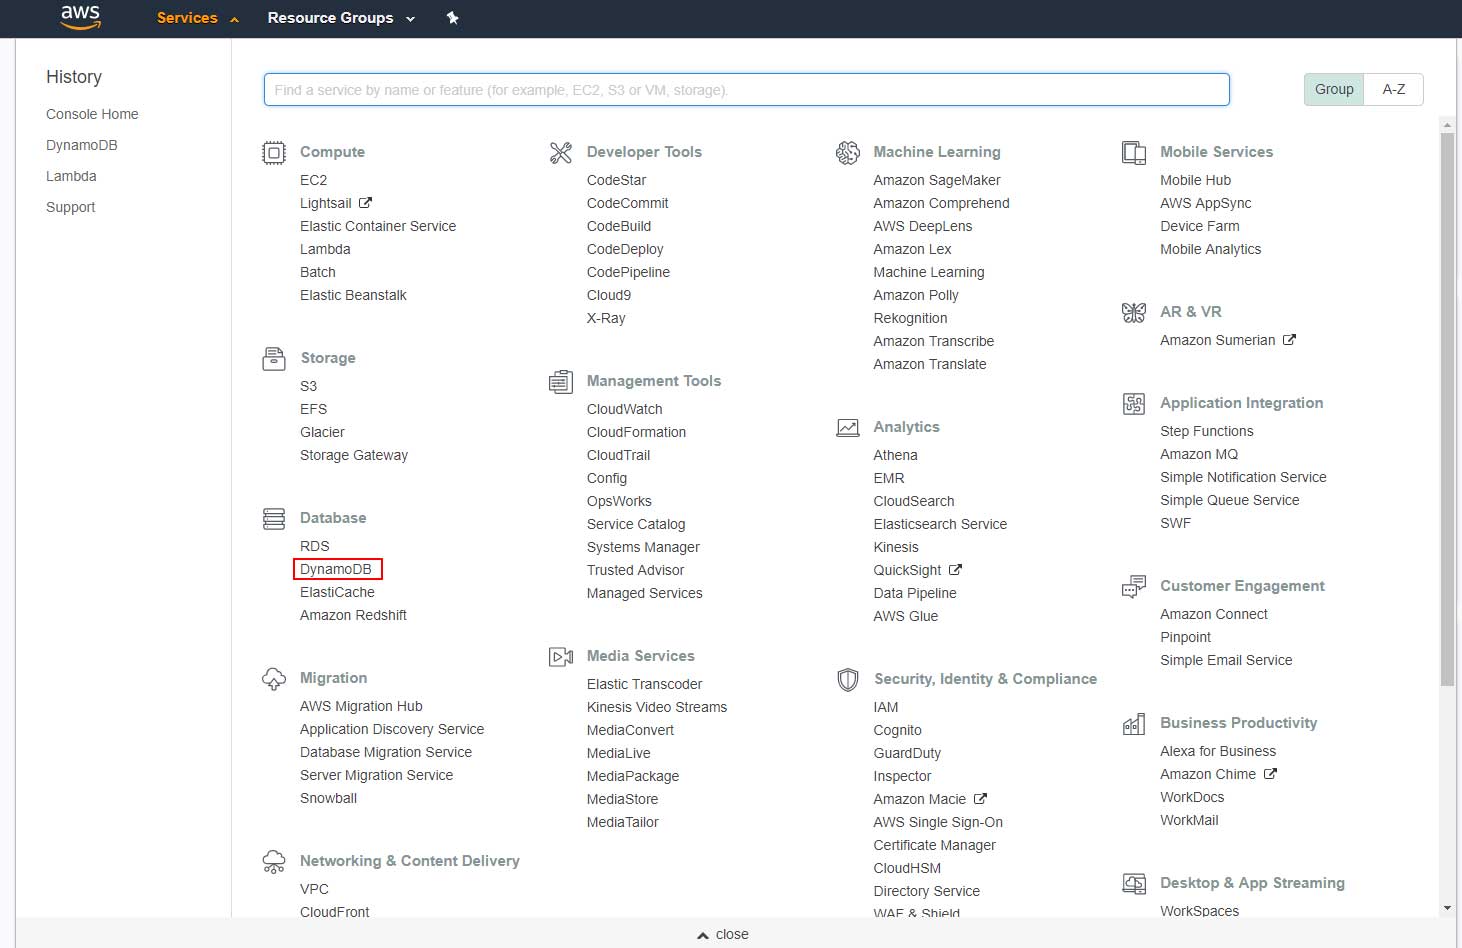 aws
Services
Resource Groups
History
Console Home
DynamoDB
Lambda
Support
Find a service by name or feature (for example, EC2, S3 or VM, storage).
Group
A-Z
Compute
EC2
Lightsail
Elastic Container Service
Lambda
Batch
Elastic Beanstalk
Storage
S3
EFS
Glacier
Storage Gateway
Database
RDS
DynamoDB
ElastiCache
Amazon Redshift
Migration
AWS Migration Hub
Application Discovery Service
Database Migration Service
Server Migration Service
Snowball
Networking & Content Delivery
VPC
CloudFront
Developer Tools
CodeStar
CodeCommit
CodeBuild
CodeDeploy
CodePipeline
Cloud9
X-Ray
Management Tools
CloudWatch
CloudFormation
CloudTrail
Config
OpsWorks
Service Catalog
Systems Manager
Trusted Advisor
Managed Services
Media Services
Elastic Transcoder
Kinesis Video Streams
MediaConvert
MediaLive
MediaPackage
MediaStore
MediaTailor
Machine Learning
Amazon SageMaker
Amazon Comprehend
AWS DeepLens
Amazon Lex
Machine Learning
Amazon Polly
Rekognition
Amazon Transcribe
Amazon Translate
Analytics
Athena
EMR
CloudSearch
Elasticsearch Service
Kinesis
QuickSight
Data Pipeline
AWS Glue
Security, Identity & Compliance
IAM
Cognito
GuardDuty
Inspector
Amazon Macie
AWS Single Sign-On
Certificate Manager
CloudHSM
Directory Service
WAF & Shield
Mobile Services
Mobile Hub
AWS AppSync
Device Farm
Mobile Analytics
AR & VR
Amazon Sumerian
Application Integration
Step Functions
Amazon MQ
Simple Notification Service
Simple Queue Service
SWF
Customer Engagement
Amazon Connect
Pinpoint
Simple Email Service
Business Productivity
Alexa for Business
Amazon Chime
WorkDocs
WorkMail
Desktop & App Streaming
WorkSpaces
close